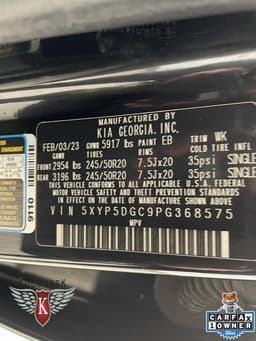 MANUFACTURED BY
KIA GEORGIA, INC.
FEB/03/23 GVWR 5917 lbs PAINT EB TRIM WK
GAWR TIRES RIMS COLD TIRE INFL
FRONT 2954 lbs 245/50R20 7.5Jx20 35psi SINGLE
REAR 3196 lbs 245/50R20 7.5Jx20 35psi SINGLE
THIS VEHICLE CONFORMS TO ALL APPLICABLE U.S.A. FEDERAL
MOTOR VEHICLE SAFETY AND THEFT PREVENTION STANDARDS
IN EFFECT ON THE DATE OF MANUFACTURE SHOWN ABOVE.
VIN 5XYP5DGC9PG368575
MPV
9110
K
CARFAX
1 OWNER